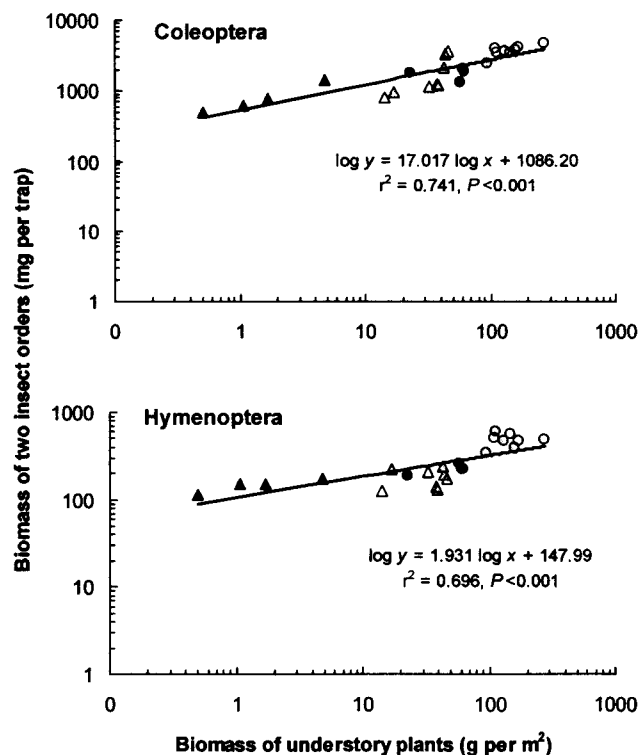 Coleoptera
10000
1000
100
10
1
log y = 17.017 log x + 1086.20
r² = 0.741, P<0.001
0 1 10 100 1000
Biomass of two insect orders (mg per trap)
Hymenoptera
1000
100
10
1
log y = 1.931 log x + 147.99
r² = 0.696, P<0.001
0 1 10 100 1000
Biomass of understory plants (g per m²)